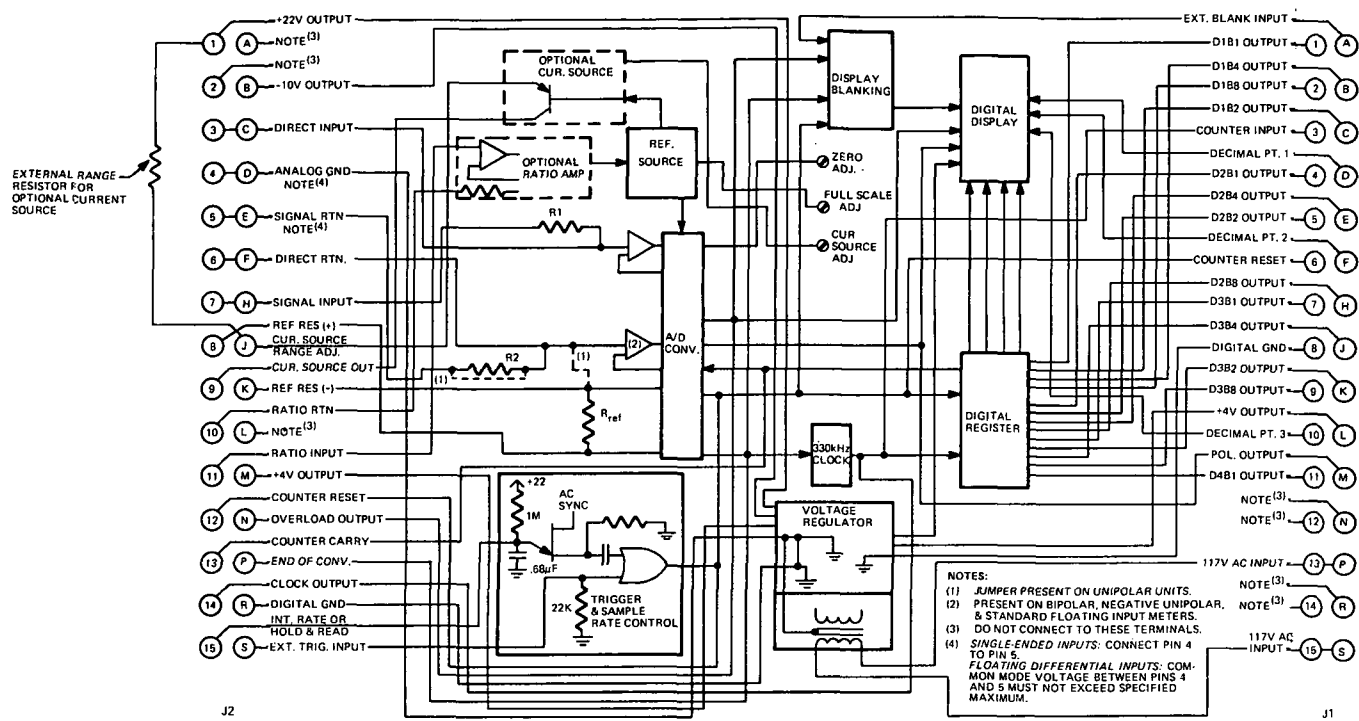 +22V OUTPUT
1 A NOTE(3)
NOTE(3)
2 B -10V OUTPUT
3 C DIRECT INPUT
4 D ANALOG GND
NOTE(4)
5 E SIGNAL RTN
NOTE(4)
6 F DIRECT RTN.
7 H SIGNAL INPUT
8 REF RES (+)
J CUR. SOURCE
RANGE ADJ.
9 CUR. SOURCE OUT
K REF RES (-)
RATIO RTN
10 L NOTE(3)
RATIO INPUT
11 M +4V OUTPUT
COUNTER RESET
12 N OVERLOAD OUTPUT
COUNTER CARRY
13 P END OF CONV.
CLOCK OUTPUT
14 R DIGITAL GND
INT. RATE OR
HOLD & READ
15 S EXT. TRIG. INPUT
J2
EXTERNAL RANGE
RESISTOR FOR
OPTIONAL CURRENT
SOURCE
OPTIONAL
CUR. SOURCE
OPTIONAL
RATIO AMP
REF.
SOURCE
R1
(2)
(1)
R2
(1)
Rref
A/D
CONV.
+22
1M
AC
SYNC
.68µF
22K
TRIGGER
& SAMPLE
RATE CONTROL
DISPLAY
BLANKING
DIGITAL
DISPLAY
ZERO
ADJ.
FULL SCALE
ADJ
CUR
SOURCE
ADJ
330kHz
CLOCK
DIGITAL
REGISTER
VOLTAGE
REGULATOR
EXT. BLANK INPUT A
D1B1 OUTPUT 1
D1B4 OUTPUT B
D1B8 OUTPUT 2
D1B2 OUTPUT C
COUNTER INPUT 3
DECIMAL PT. 1 D
D2B1 OUTPUT 4
D2B4 OUTPUT E
D2B2 OUTPUT 5
DECIMAL PT. 2 F
COUNTER RESET 6
D2B8 OUTPUT H
D3B1 OUTPUT 7
D3B4 OUTPUT J
DIGITAL GND 8
D3B2 OUTPUT K
D3B8 OUTPUT 9
+4V OUTPUT L
DECIMAL PT. 3 10
POL. OUTPUT M
D4B1 OUTPUT 11
NOTE(3) N
NOTE(3) 12
117V AC INPUT 13 P
NOTE(3) R
NOTE(3) 14
117V AC
INPUT 15 S
J1
NOTES:
(1) JUMPER PRESENT ON UNIPOLAR UNITS.
(2) PRESENT ON BIPOLAR, NEGATIVE UNIPOLAR,
& STANDARD FLOATING INPUT METERS.
(3) DO NOT CONNECT TO THESE TERMINALS.
(4) SINGLE-ENDED INPUTS: CONNECT PIN 4
TO PIN 5.
FLOATING DIFFERENTIAL INPUTS: COM-
MON MODE VOLTAGE BETWEEN PINS 4
AND 5 MUST NOT EXCEED SPECIFIED
MAXIMUM.